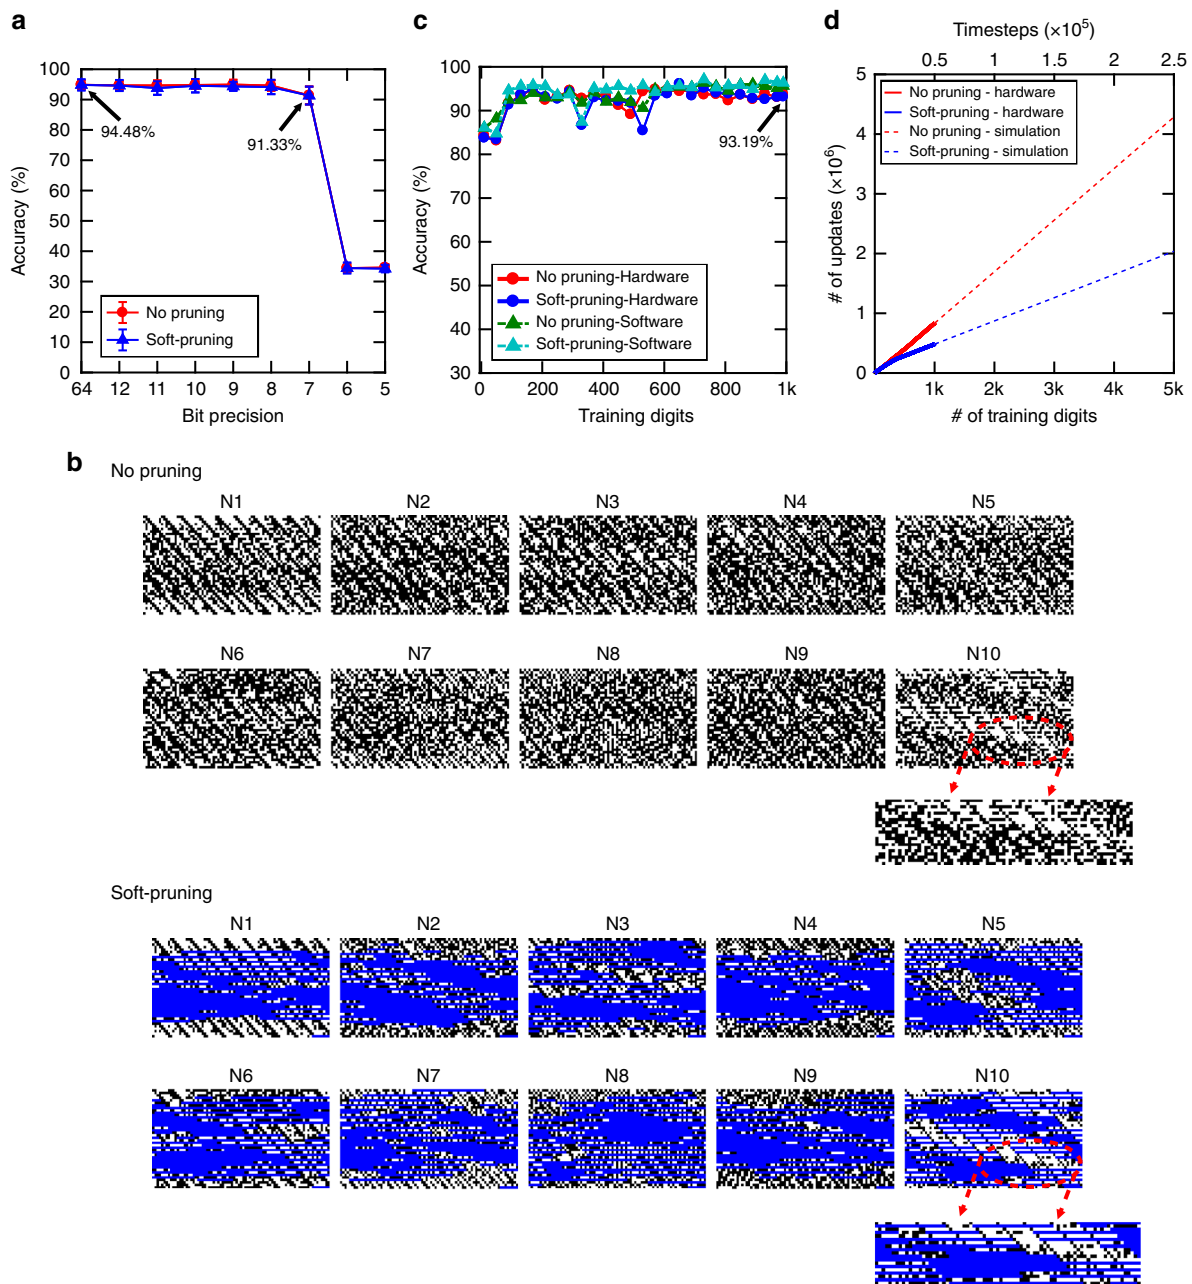 a
100
90
80
70
60
50
40
30
20
10
0
Accuracy (%)
94.48%
91.33%
No pruning
Soft-pruning
64 12 11 10 9 8 7 6 5
Bit precision
c
100
90
80
70
60
50
40
30
Accuracy (%)
93.19%
No pruning-Hardware
Soft-pruning-Hardware
No pruning-Software
Soft-pruning-Software
0 200 400 600 800 1k
Training digits
d
Timesteps (×10⁵)
0.5 1 1.5 2 2.5
5
4
3
2
1
0
# of updates (×10⁶)
No pruning - hardware
Soft-pruning - hardware
No pruning - simulation
Soft-pruning - simulation
1k 2k 3k 4k 5k
# of training digits
b
No pruning
N1 N2 N3 N4 N5
N6 N7 N8 N9 N10
Soft-pruning
N1 N2 N3 N4 N5
N6 N7 N8 N9 N10